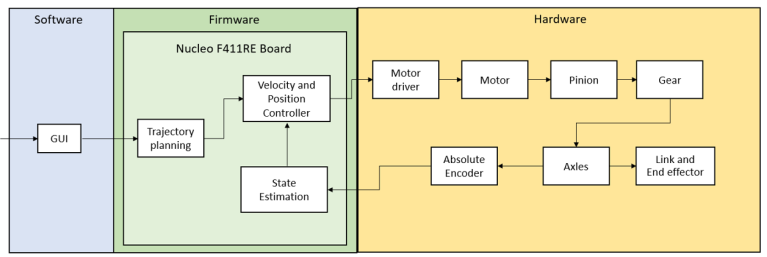 Software
Firmware
Hardware
Nucleo F411RE Board
GUI
Trajectory
planning
Velocity and
Position
Controller
State
Estimation
Motor
driver
Motor
Pinion
Gear
Absolute
Encoder
Axles
Link and
End effector